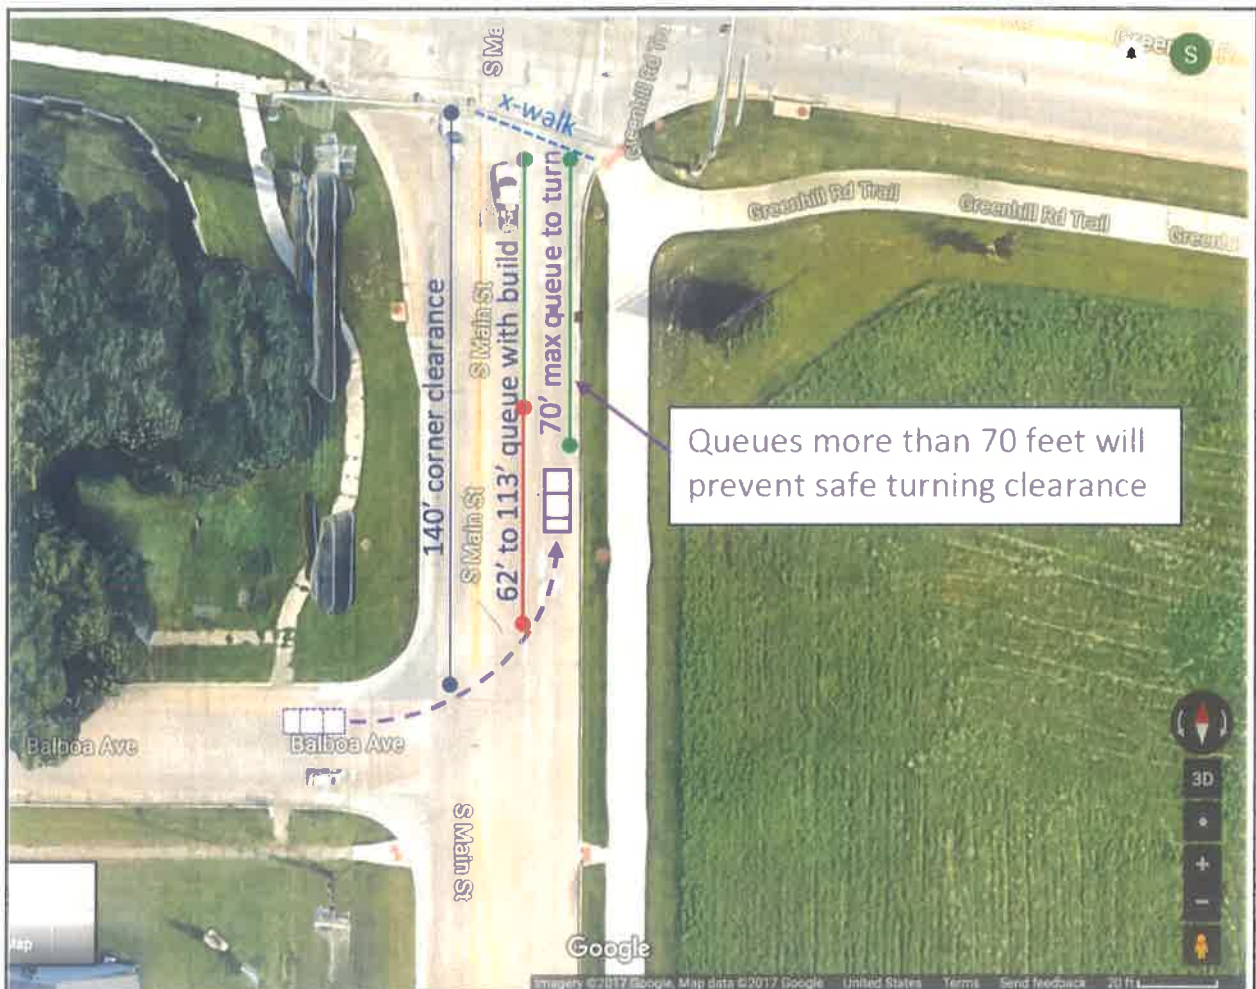 S Ma
Greenhill Rd Tra
S
x-walk
Greenhill Rd Trail
Greenhill Rd Trail
Greenhi
140' corner clearance
S Main St
S Main St
62' to 113' queue with build
70' max queue to turn
Queues more than 70 feet will
prevent safe turning clearance
Balboa Ave
Balboa Ave
S Main St
3D
+
−
Map
Google
Imagery ©2017 Google, Map data ©2017 Google United States Terms Send feedback 20 ft